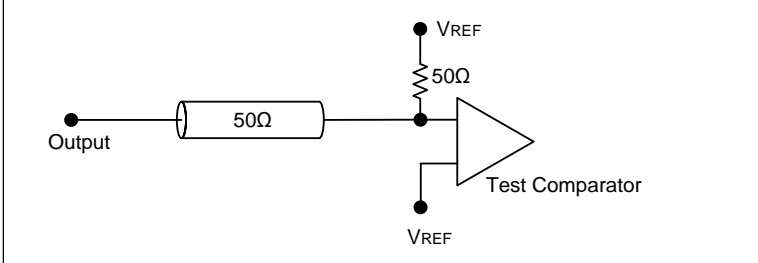 VREF
50Ω
50Ω
Output
Test Comparator
VREF